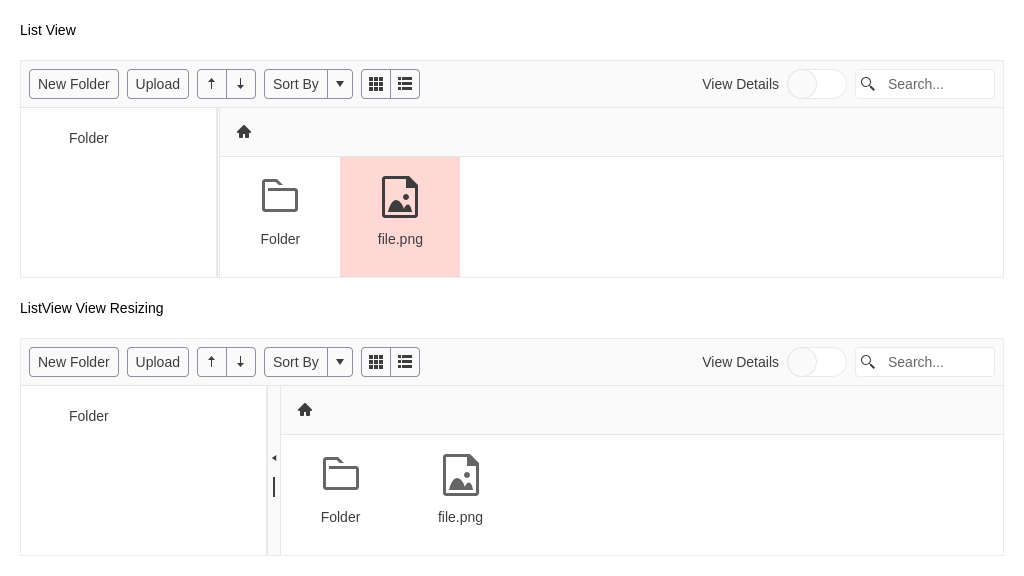 List View
New Folder Upload Sort By View Details Search...
Folder
Folder file.png
ListView View Resizing
New Folder Upload Sort By View Details Search...
Folder
Folder file.png